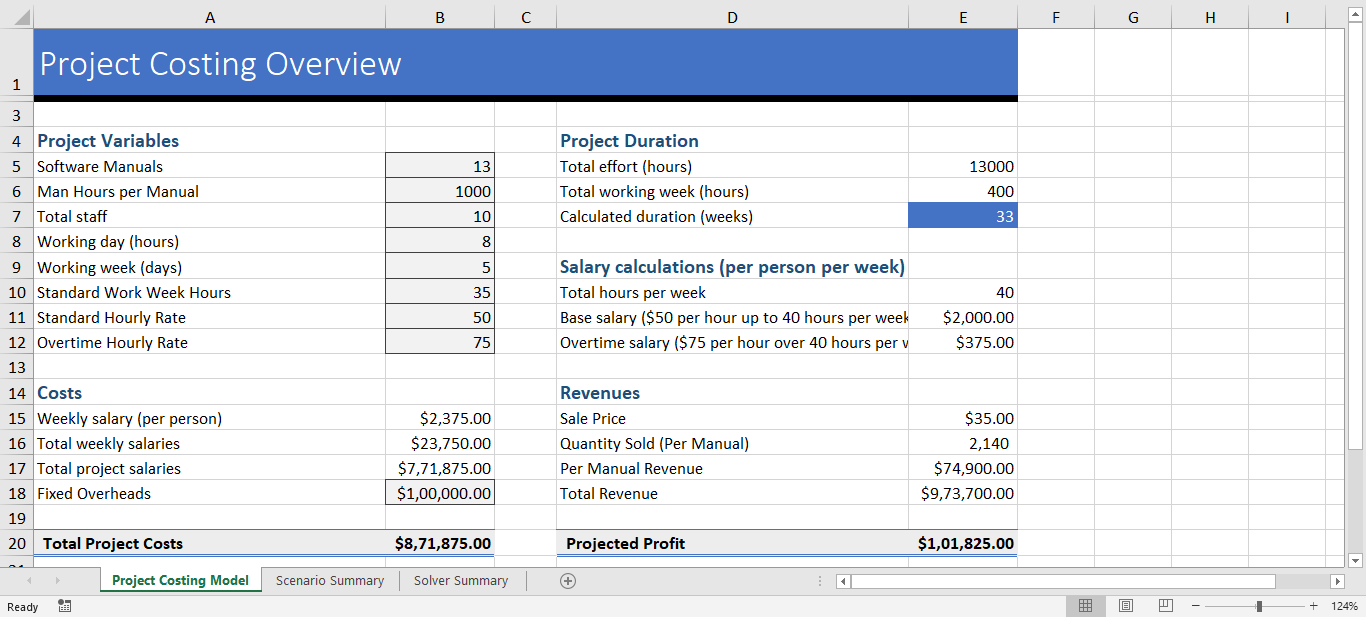 A B C D E F G H I
1 Project Costing Overview
3
4 Project Variables Project Duration
5 Software Manuals 13 Total effort (hours) 13000
6 Man Hours per Manual 1000 Total working week (hours) 400
7 Total staff 10 Calculated duration (weeks) 33
8 Working day (hours) 8
9 Working week (days) 5 Salary calculations (per person per week)
10 Standard Work Week Hours 35 Total hours per week 40
11 Standard Hourly Rate 50 Base salary ($50 per hour up to 40 hours per week $2,000.00
12 Overtime Hourly Rate 75 Overtime salary ($75 per hour over 40 hours per $375.00
13
14 Costs Revenues
15 Weekly salary (per person) $2,375.00 Sale Price $35.00
16 Total weekly salaries $23,750.00 Quantity Sold (Per Manual) 2,140
17 Total project salaries $7,71,875.00 Per Manual Revenue $74,900.00
18 Fixed Overheads $1,00,000.00 Total Revenue $9,73,700.00
19
20 Total Project Costs $8,71,875.00 Projected Profit $1,01,825.00
Project Costing Model Scenario Summary Solver Summary
Ready 124%